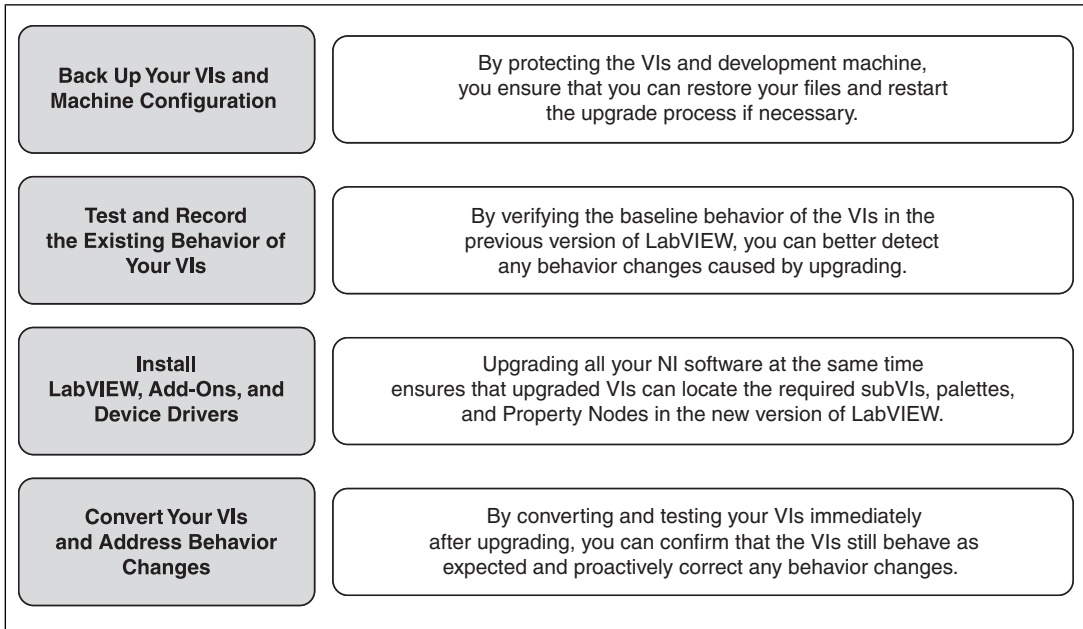 Back Up Your VIs and
Machine Configuration
By protecting the VIs and development machine,
you ensure that you can restore your files and restart
the upgrade process if necessary.
Test and Record
the Existing Behavior of
Your VIs
By verifying the baseline behavior of the VIs in the
previous version of LabVIEW, you can better detect
any behavior changes caused by upgrading.
Install
LabVIEW, Add-Ons, and
Device Drivers
Upgrading all your NI software at the same time
ensures that upgraded VIs can locate the required subVIs, palettes,
and Property Nodes in the new version of LabVIEW.
Convert Your VIs
and Address Behavior
Changes
By converting and testing your VIs immediately
after upgrading, you can confirm that the VIs still behave as
expected and proactively correct any behavior changes.